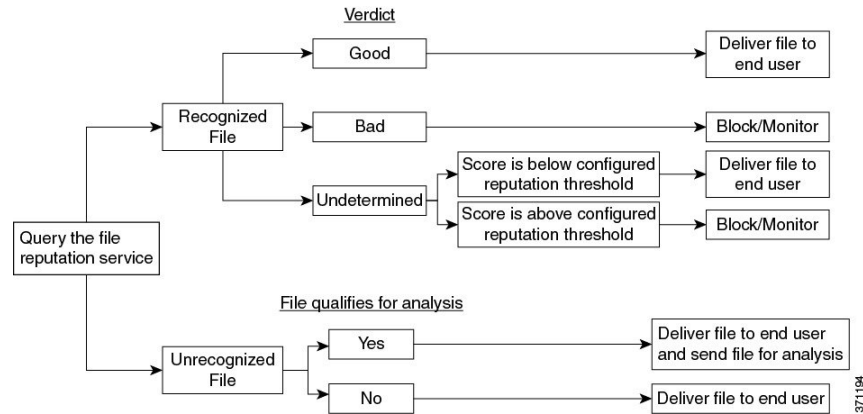 Verdict
Good
Deliver file to
end user
Recognized
File
Bad
Block/Monitor
Undetermined
Score is below configured
reputation threshold
Deliver file to
end user
Score is above configured
reputation threshold
Block/Monitor
Query the file
reputation service
File qualifies for analysis
Unrecognized
File
Yes
Deliver file to end user
and send file for analysis
No
Deliver file to end user
371194